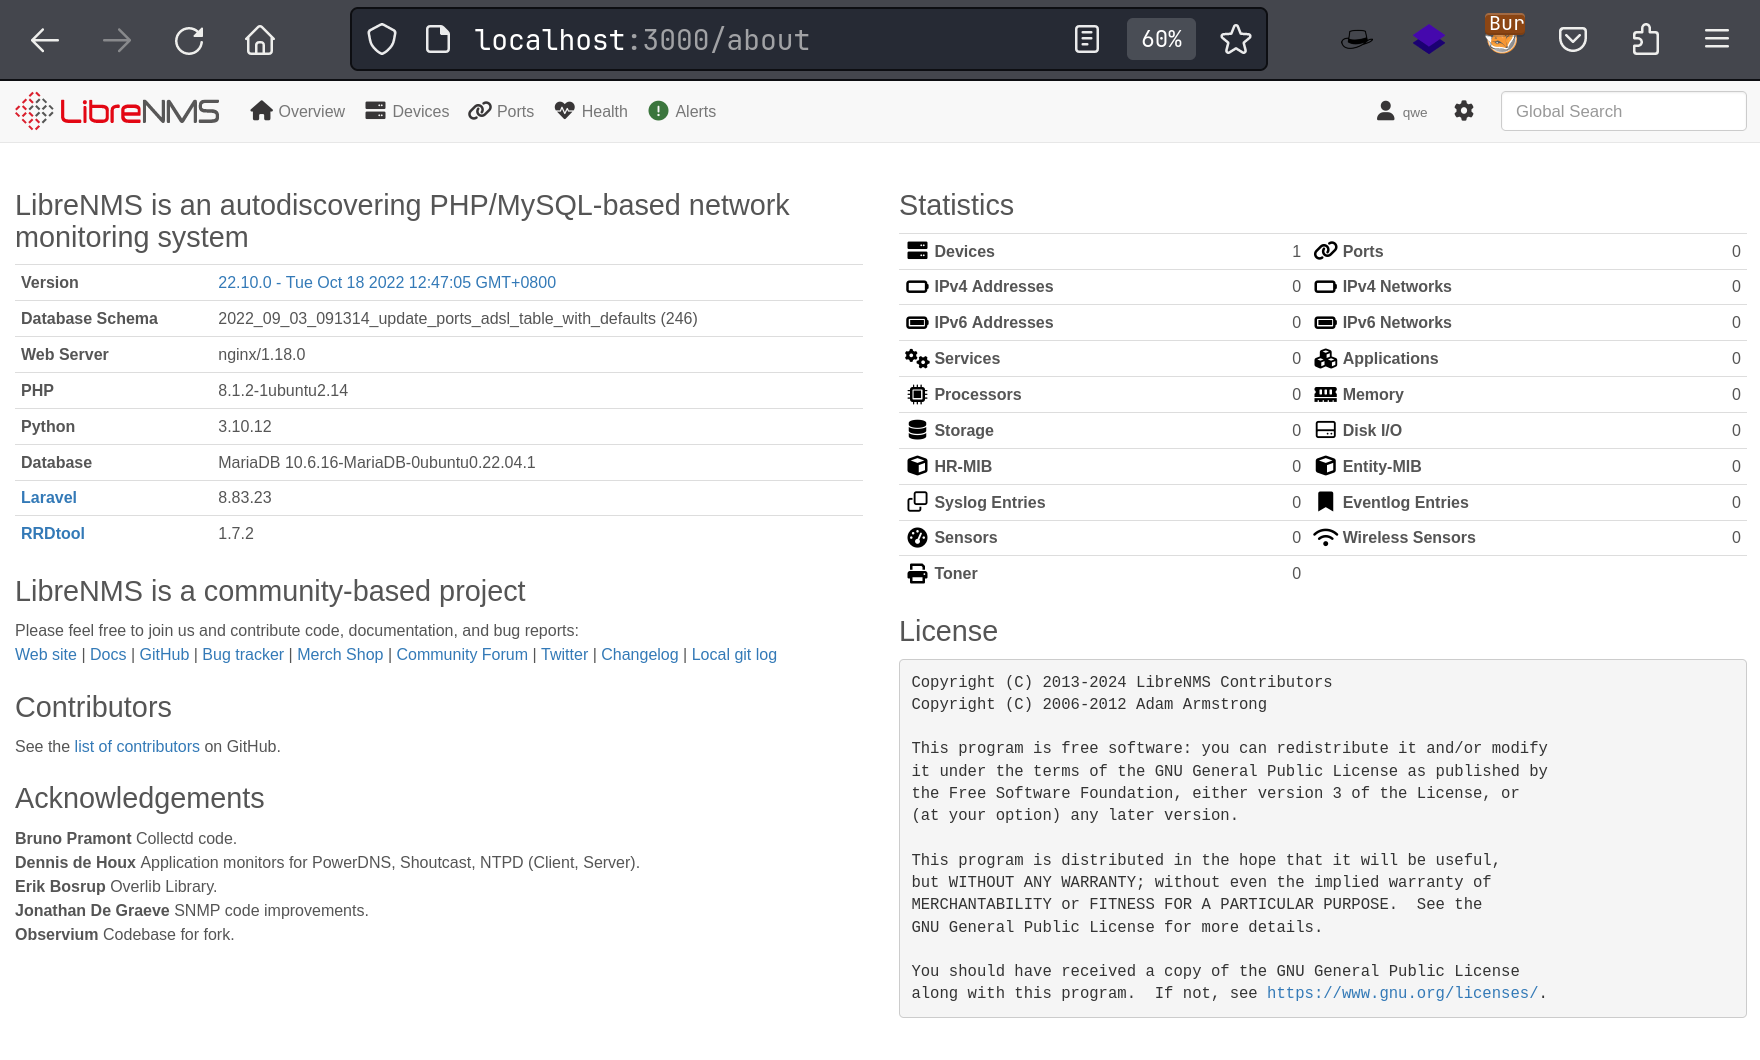 localhost:3000/about
60%
Bur
LibreNMS
Overview
Devices
Ports
Health
Alerts
qwe
Global Search
LibreNMS is an autodiscovering PHP/MySQL-based network
monitoring system
Version 22.10.0 - Tue Oct 18 2022 12:47:05 GMT+0800
Database Schema 2022_09_03_091314_update_ports_adsl_table_with_defaults (246)
Web Server nginx/1.18.0
PHP 8.1.2-1ubuntu2.14
Python 3.10.12
Database MariaDB 10.6.16-MariaDB-0ubuntu0.22.04.1
Laravel 8.83.23
RRDtool 1.7.2
LibreNMS is a community-based project
Please feel free to join us and contribute code, documentation, and bug reports:
Web site | Docs | GitHub | Bug tracker | Merch Shop | Community Forum | Twitter | Changelog | Local git log
Contributors
See the list of contributors on GitHub.
Acknowledgements
Bruno Pramont Collectd code.
Dennis de Houx Application monitors for PowerDNS, Shoutcast, NTPD (Client, Server).
Erik Bosrup Overlib Library.
Jonathan De Graeve SNMP code improvements.
Observium Codebase for fork.
Statistics
Devices 1 Ports 0
IPv4 Addresses 0 IPv4 Networks 0
IPv6 Addresses 0 IPv6 Networks 0
Services 0 Applications 0
Processors 0 Memory 0
Storage 0 Disk I/O 0
HR-MIB 0 Entity-MIB 0
Syslog Entries 0 Eventlog Entries 0
Sensors 0 Wireless Sensors 0
Toner 0
License
Copyright (C) 2013-2024 LibreNMS Contributors
Copyright (C) 2006-2012 Adam Armstrong
This program is free software: you can redistribute it and/or modify
it under the terms of the GNU General Public License as published by
the Free Software Foundation, either version 3 of the License, or
(at your option) any later version.
This program is distributed in the hope that it will be useful,
but WITHOUT ANY WARRANTY; without even the implied warranty of
MERCHANTABILITY or FITNESS FOR A PARTICULAR PURPOSE.  See the
GNU General Public License for more details.
You should have received a copy of the GNU General Public License
along with this program.  If not, see https://www.gnu.org/licenses/.